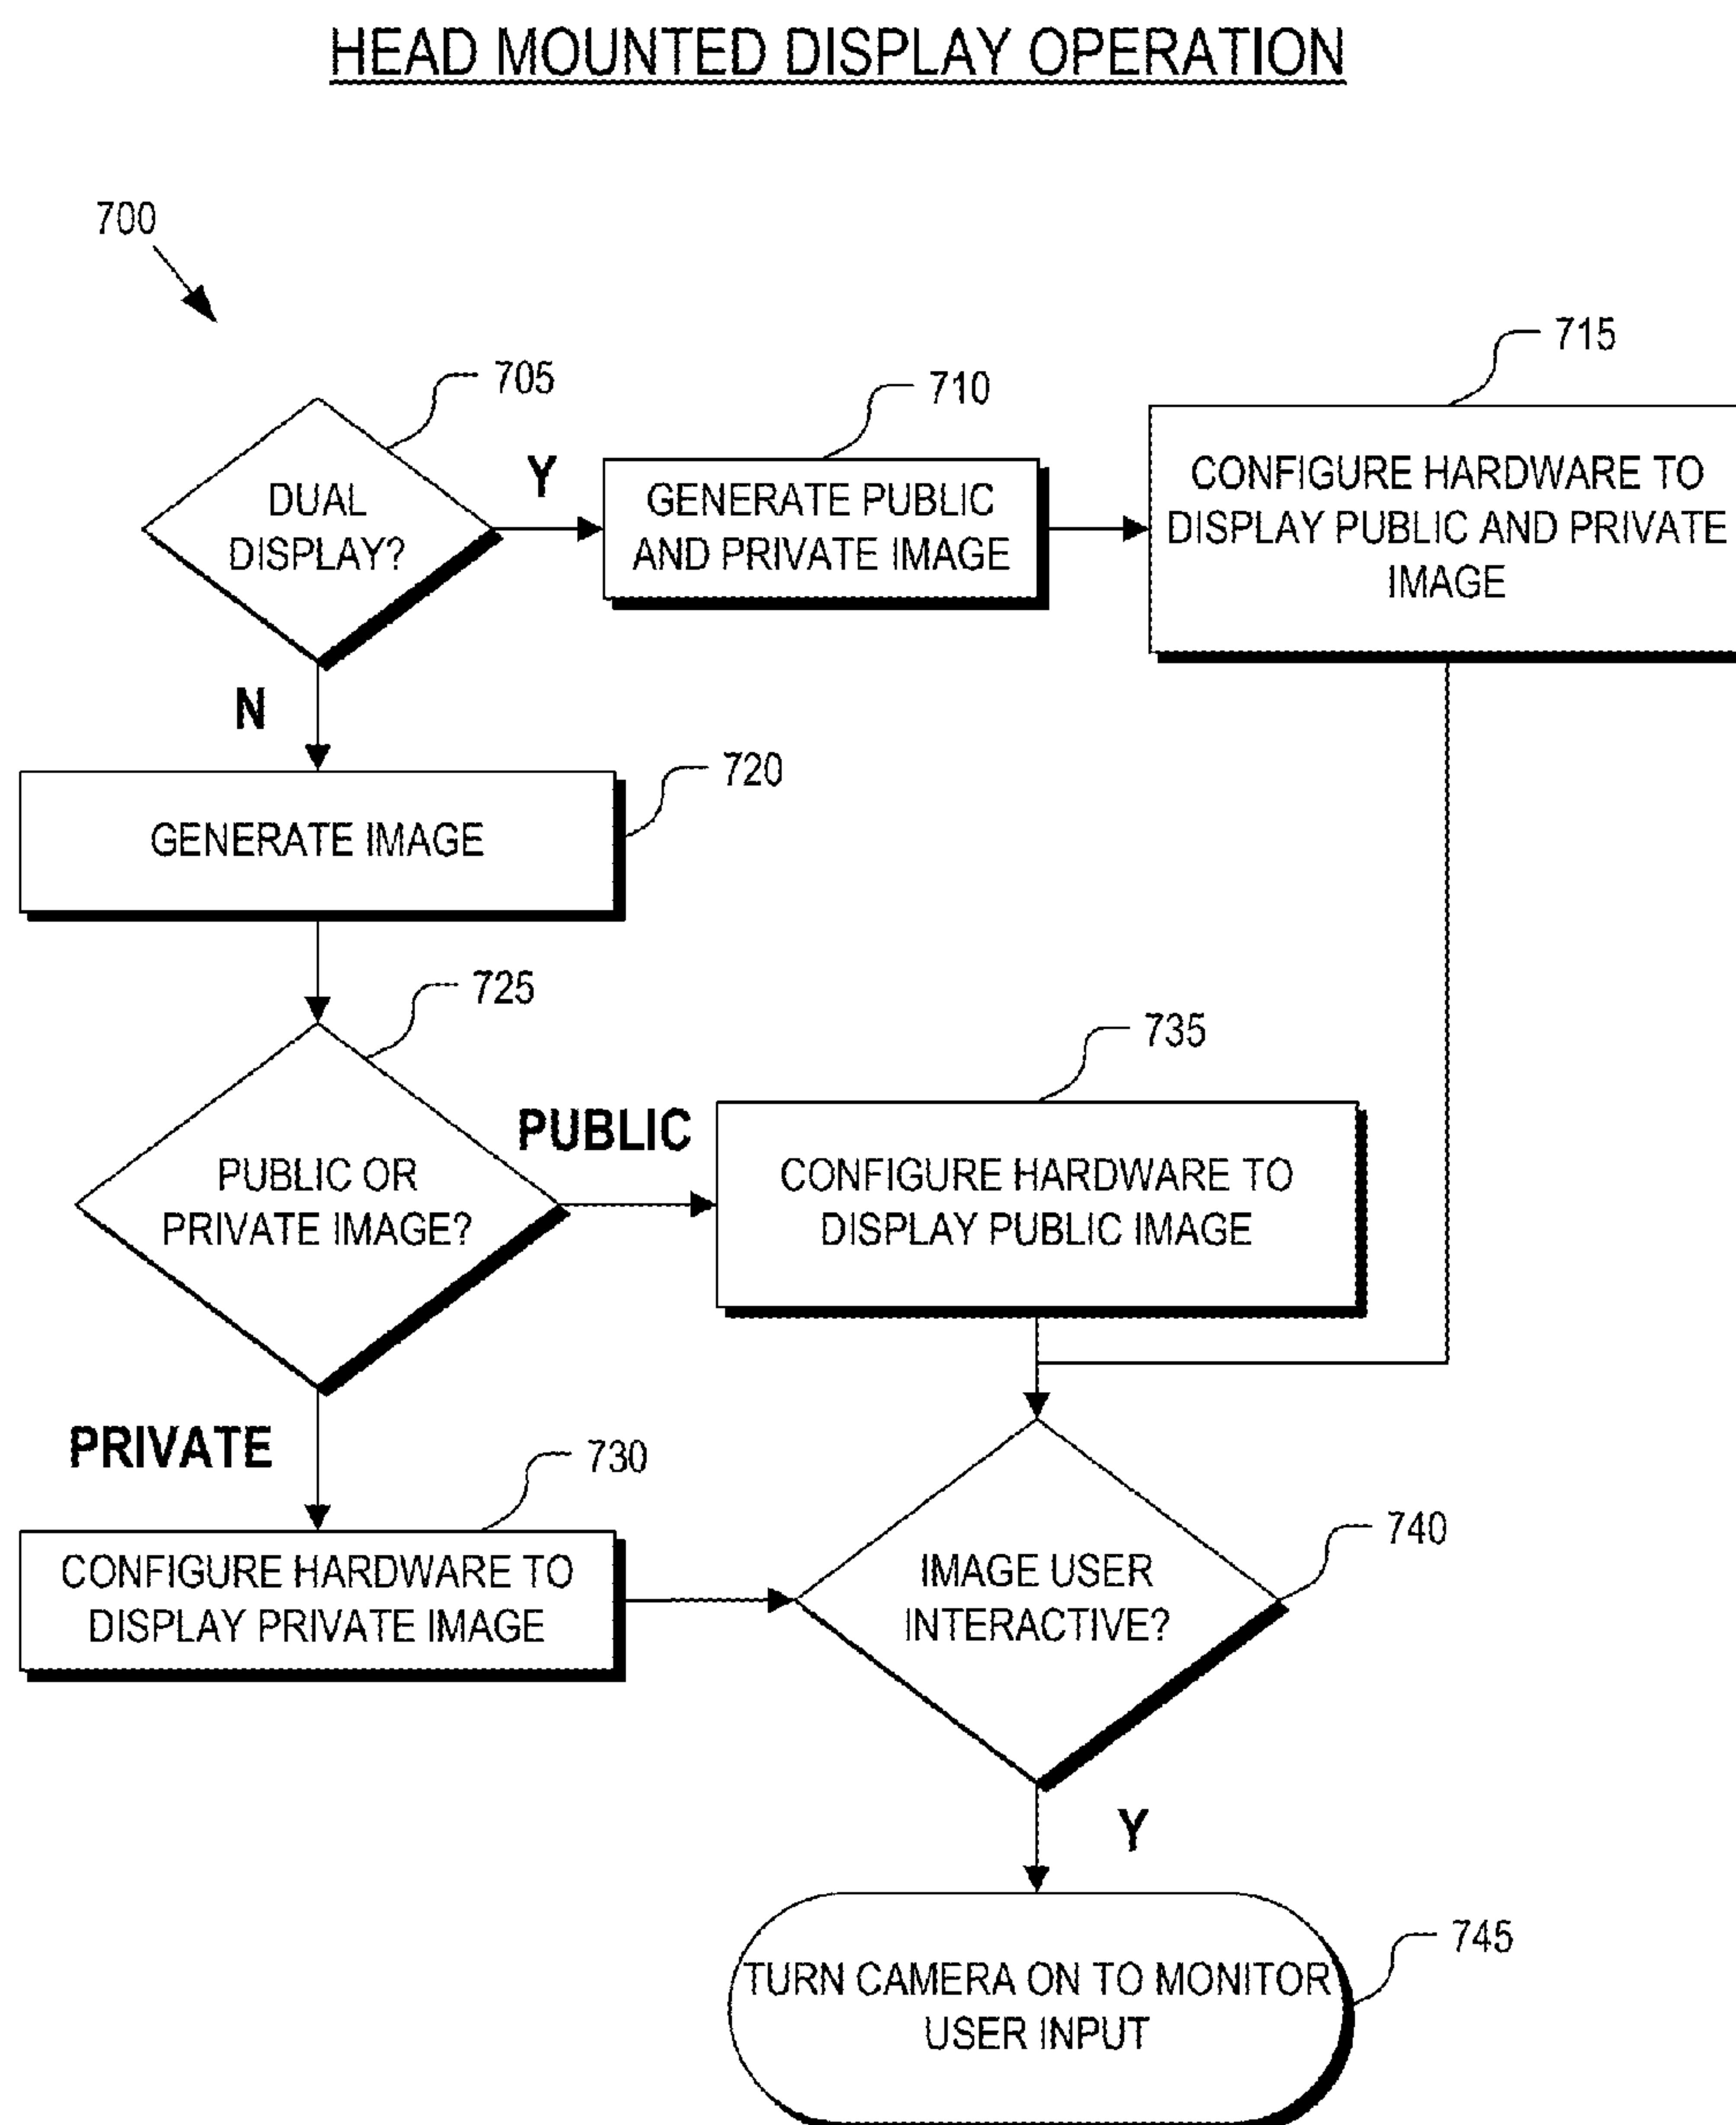 HEAD MOUNTED DISPLAY OPERATION
700
705
DUAL
DISPLAY?
Y
710
GENERATE PUBLIC
AND PRIVATE IMAGE
715
CONFIGURE HARDWARE TO
DISPLAY PUBLIC AND PRIVATE
IMAGE
N
720
GENERATE IMAGE
725
PUBLIC OR
PRIVATE IMAGE?
PUBLIC
735
CONFIGURE HARDWARE TO
DISPLAY PUBLIC IMAGE
PRIVATE
730
CONFIGURE HARDWARE TO
DISPLAY PRIVATE IMAGE
740
IMAGE USER
INTERACTIVE?
Y
745
TURN CAMERA ON TO MONITOR
USER INPUT